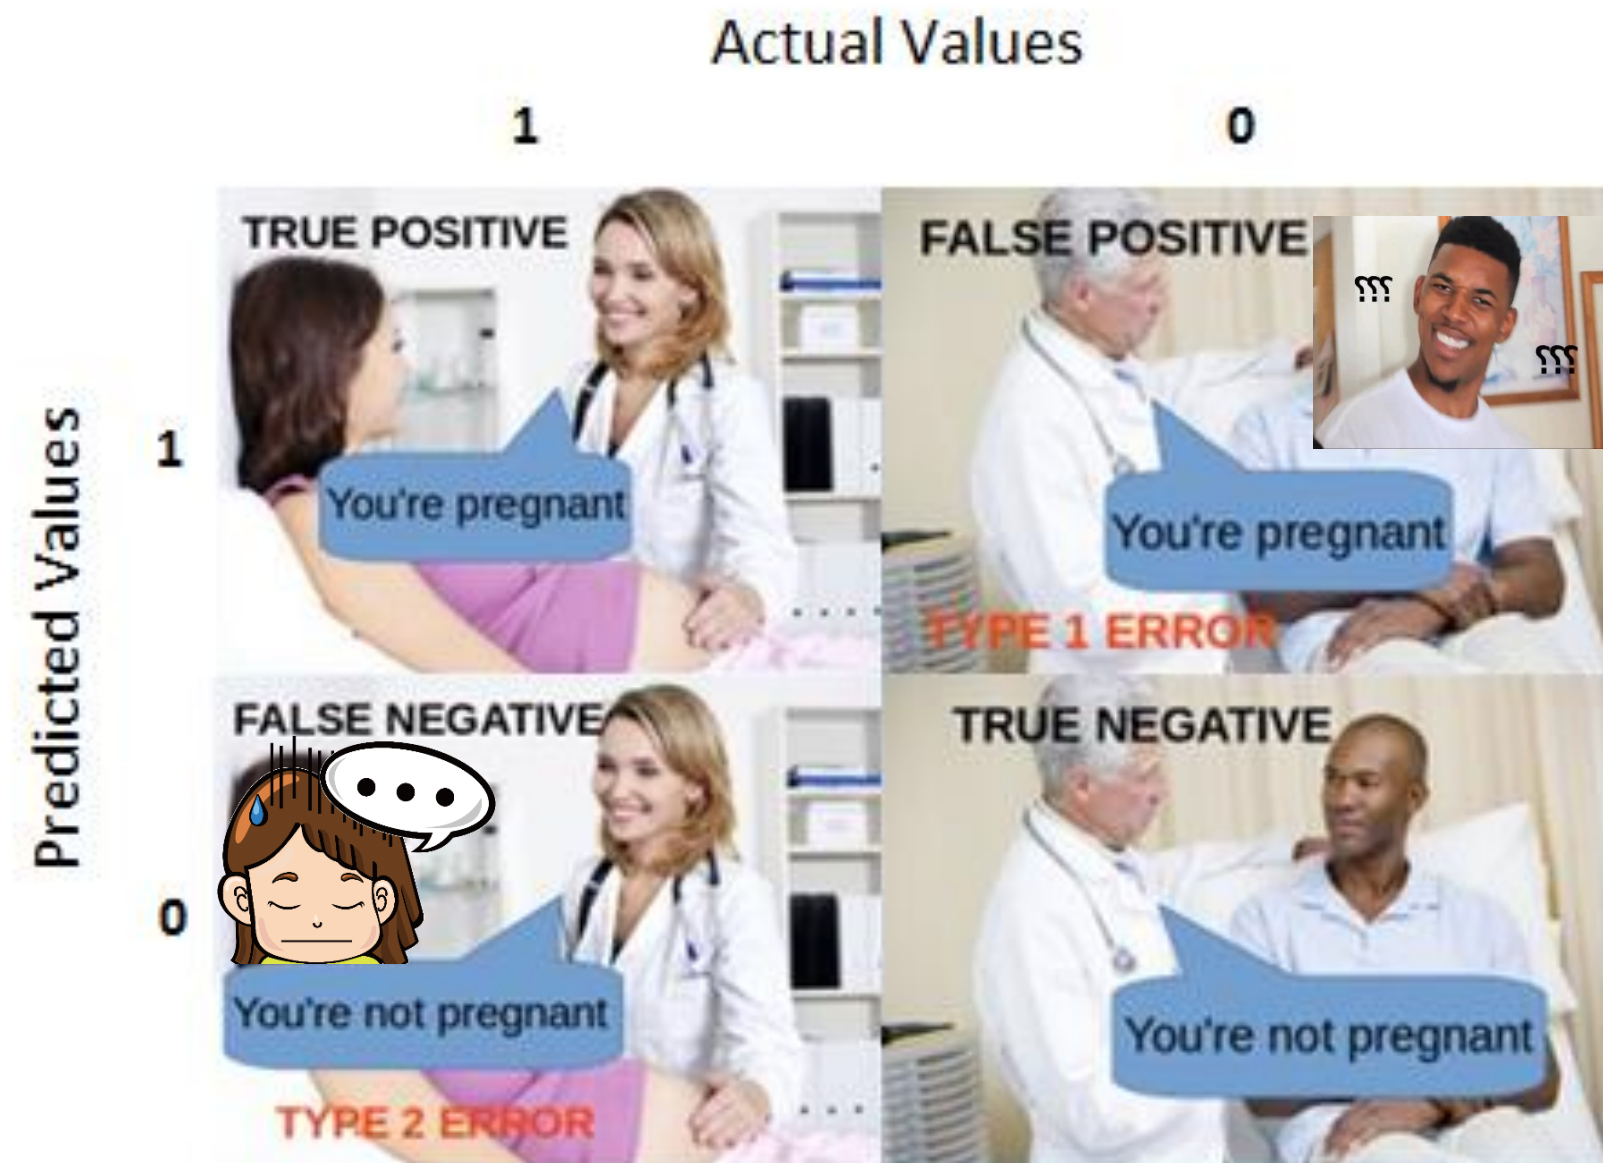 Actual Values
1
0
Predicted Values
1
0
TRUE POSITIVE
You're pregnant
FALSE POSITIVE
???
???
You're pregnant
TYPE 1 ERROR
FALSE NEGATIVE
You're not pregnant
TYPE 2 ERROR
TRUE NEGATIVE
You're not pregnant